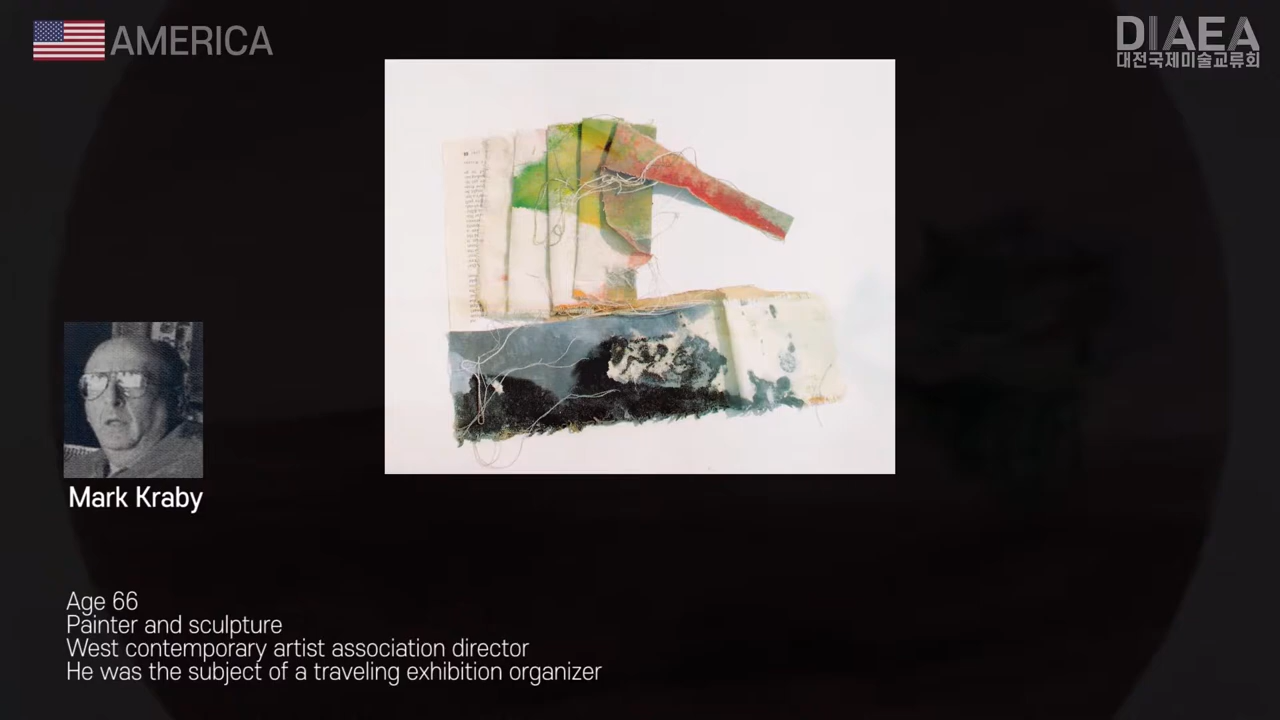 AMERICA
DIAEA
대전국제미술교류회
Mark Kraby
Age 66
Painter and sculpture
West contemporary artist association director
He was the subject of a traveling exhibition organizer